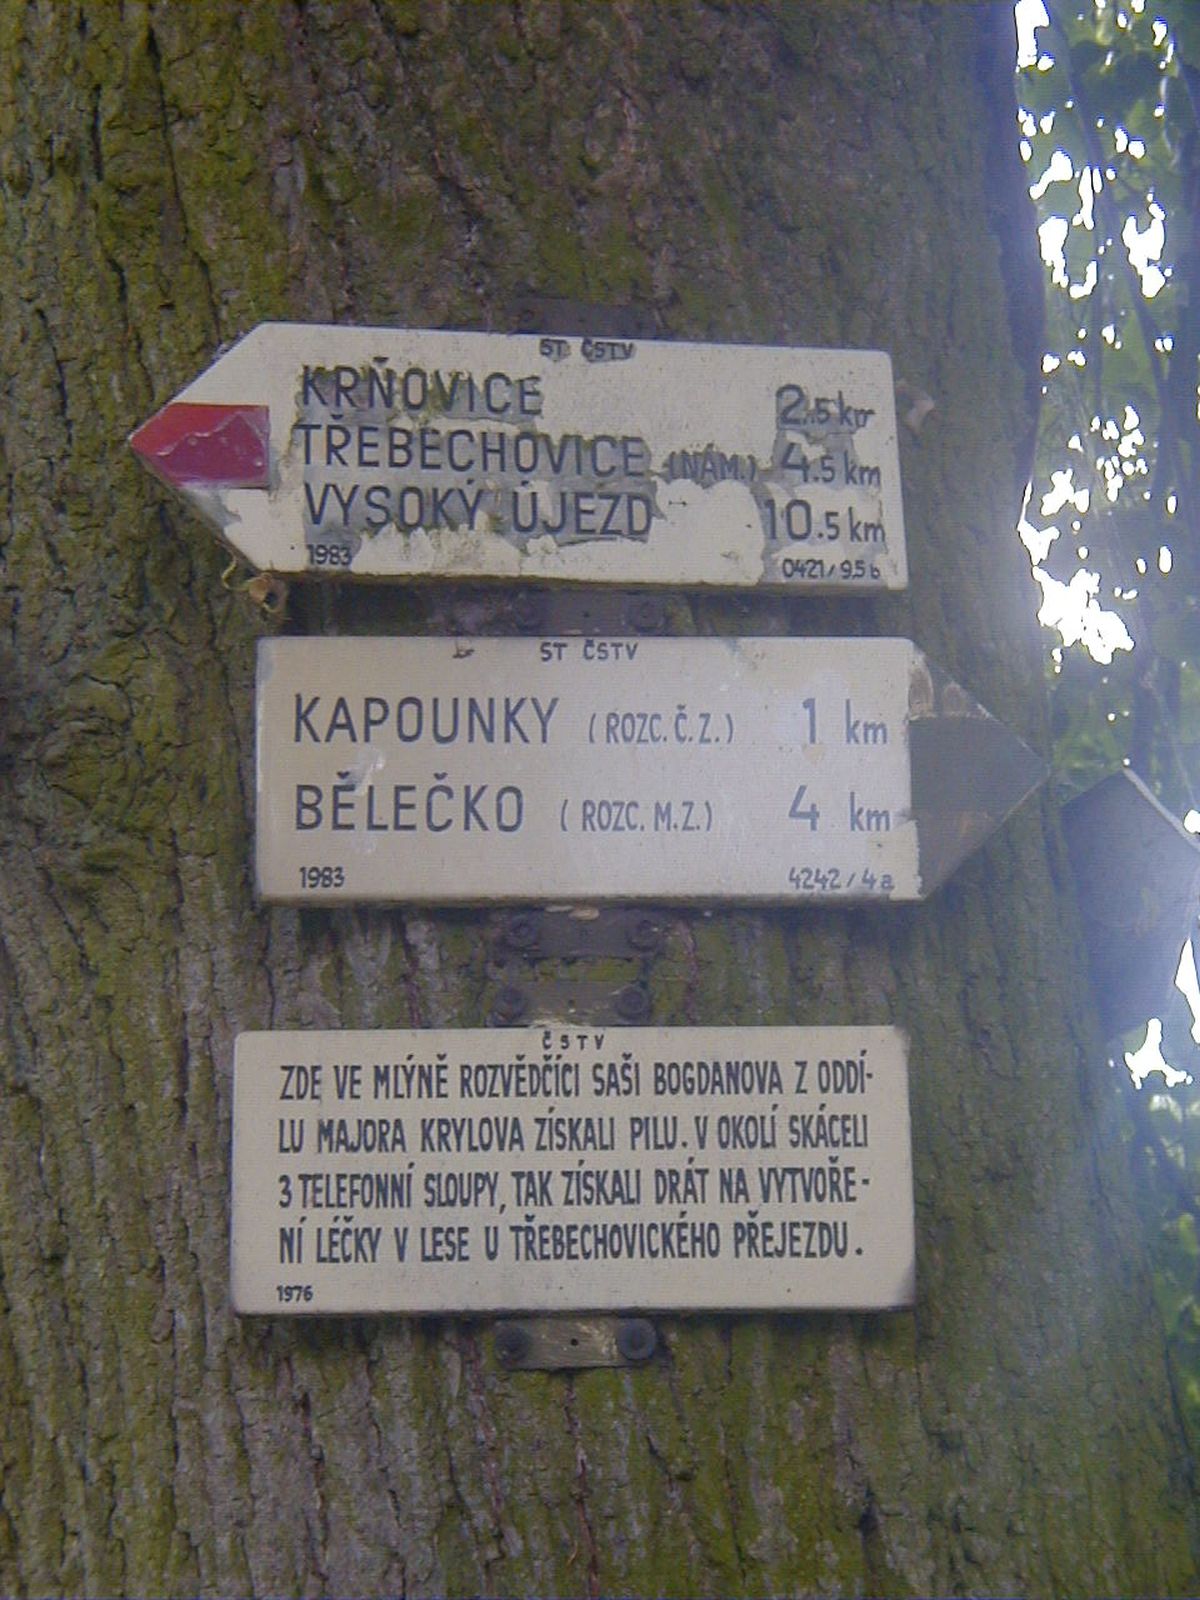 ST ČSTV
KRŇOVICE 2.5 km
TŘEBECHOVICE (NÁM.) 4.5 km
VYSOKÝ ÚJEZD 10.5 km
1983 0421/95b
ST ČSTV
KAPOUNKY (ROZC. Č. Z.) 1 km
BĚLEČKO (ROZC. M. Z.) 4 km
1983 4242/4a
ČSTV
ZDE VE MLÝNĚ ROZVĚDČÍCI SAŠI BOGDANOVA Z ODDÍ-
LU MAJORA KRYLOVA ZÍSKALI PILU. V OKOLÍ SKÁCELI
3 TELEFONNÍ SLOUPY, TAK ZÍSKALI DRÁT NA VYTVOŘE-
NÍ LÉČKY V LESE U TŘEBECHOVICKÉHO PŘEJEZDU.
1976